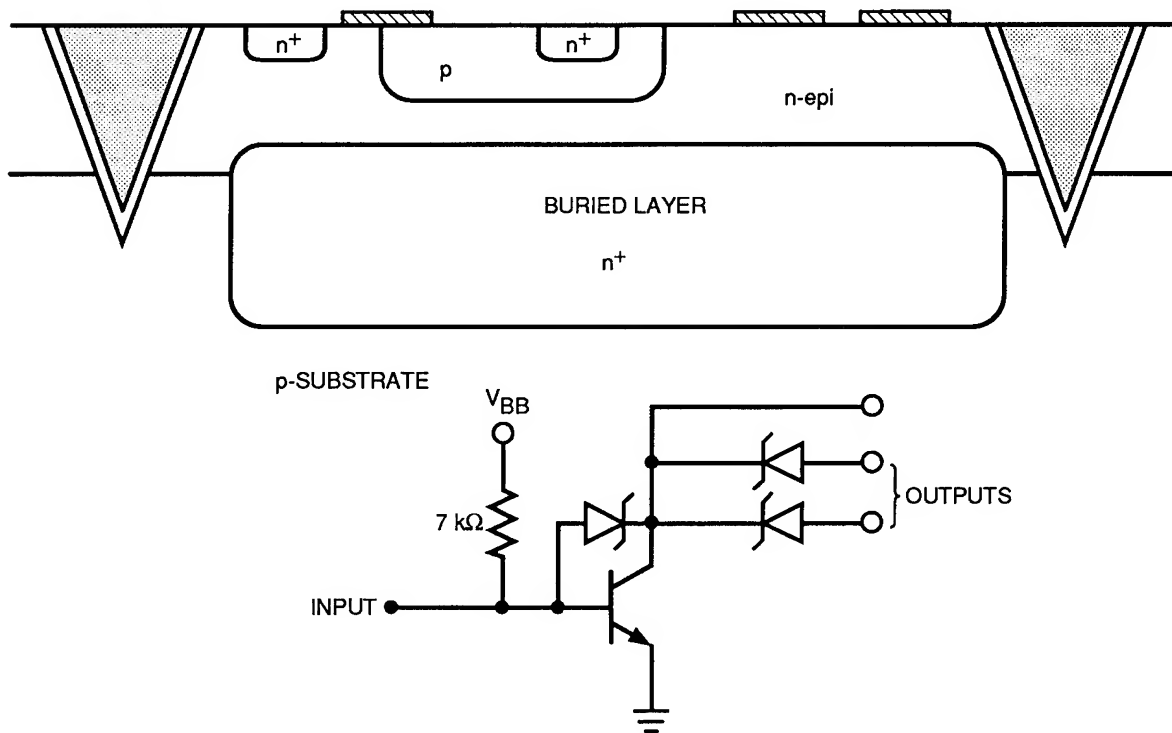 n+
n+
p
n-epi
BURIED LAYER
n+
p-SUBSTRATE
VBB
7 kΩ
OUTPUTS
INPUT